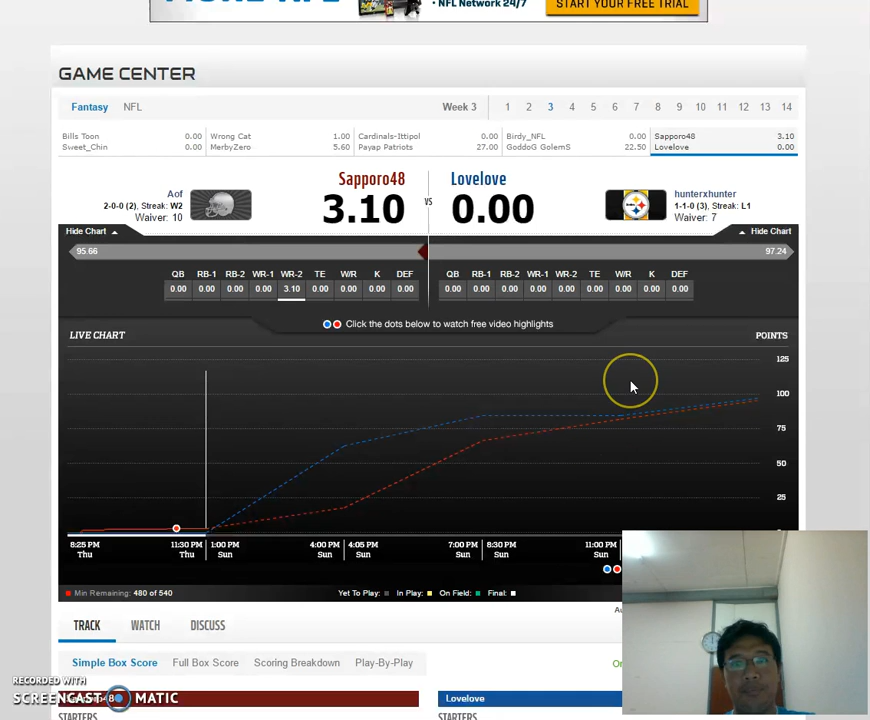 • NFL Network 24/7
START YOUR FREE TRIAL
GAME CENTER
Fantasy NFL Week 3 1 2 3 4 5 6 7 8 9 10 11 12 13 14
Bills Toon 0.00 Wrong Cat 1.00 Cardinals-Ittipol 0.00 Birdy_NFL 0.00 Sapporo48 3.10
Sweet_Chin 0.00 MerbyZero 5.60 Payap Patriots 27.00 GoddoG GolemS 22.50 Lovelove 0.00
Sapporo48 Lovelove
Aof hunterxhunter
2-0-0 (2), Streak: W2 3.10 VS 0.00 1-1-0 (3), Streak: L1
Waiver: 10 Waiver: 7
Hide Chart Hide Chart
95.66 97.24
QB RB-1 RB-2 WR-1 WR-2 TE W/R K DEF QB RB-1 RB-2 WR-1 WR-2 TE W/R K DEF
0.00 0.00 0.00 0.00 3.10 0.00 0.00 0.00 0.00 0.00 0.00 0.00 0.00 0.00 0.00 0.00 0.00 0.00
Click the dots below to watch free video highlights
LIVE CHART POINTS
125
100
75
50
25
8:25 PM 11:30 PM 1:00 PM 4:00 PM 4:05 PM 7:00 PM 8:30 PM 11:00 PM
Thu Thu Sun Sun Sun Sun Sun Sun
Min Remaining: 480 of 540 Yet To Play: In Play: On Field: Final:
TRACK WATCH DISCUSS
Simple Box Score Full Box Score Scoring Breakdown Play-By-Play
RECORDED WITH
SCREENCAST MATIC
Lovelove
STARTERS STARTERS